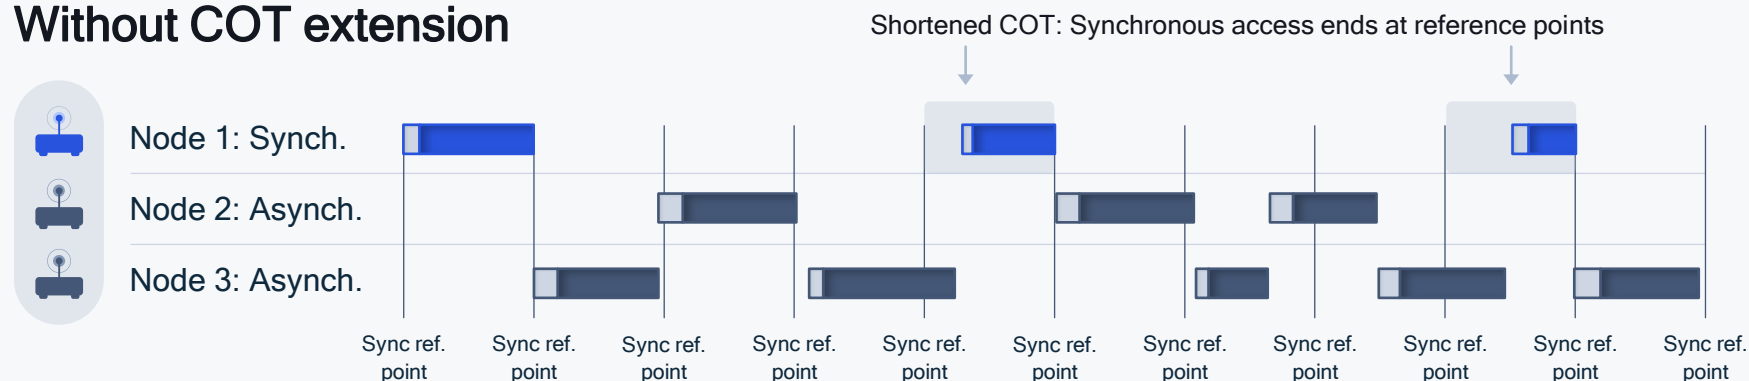 Without COT extension
Shortened COT: Synchronous access ends at reference points
Node 1: Synch.
Node 2: Asynch.
Node 3: Asynch.
Sync ref. point
Sync ref. point
Sync ref. point
Sync ref. point
Sync ref. point
Sync ref. point
Sync ref. point
Sync ref. point
Sync ref. point
Sync ref. point
Sync ref. point